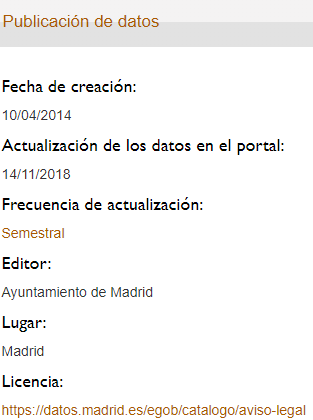 Publicación de datos
Fecha de creación:
10/04/2014
Actualización de los datos en el portal:
14/11/2018
Frecuencia de actualización:
Semestral
Editor:
Ayuntamiento de Madrid
Lugar:
Madrid
Licencia:
https://datos.madrid.es/egob/catalogo/aviso-legal